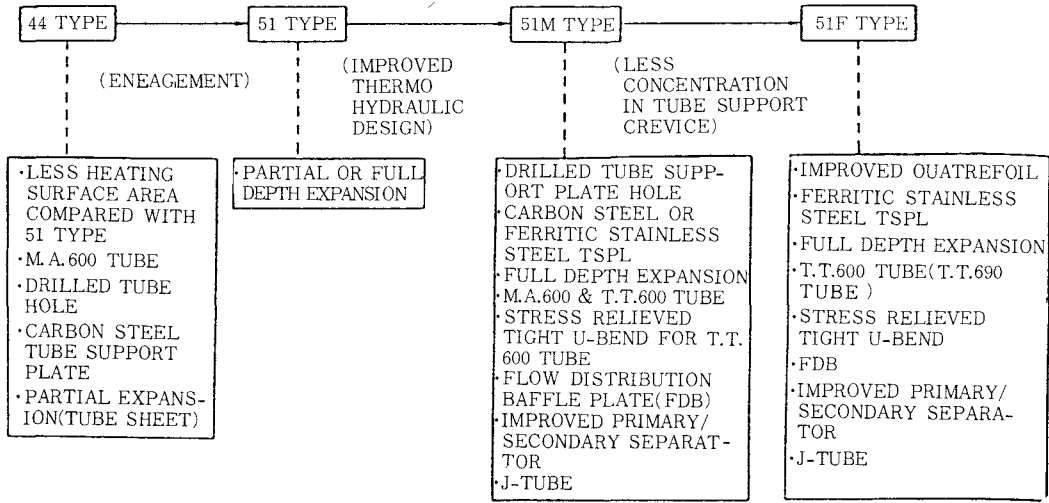 44 TYPE
51 TYPE
51M TYPE
51F TYPE
(ENEAGEMENT)
(IMPROVED
THERMO
HYDRAULIC
DESIGN)
(LESS
CONCENTRATION
IN TUBE SUPPORT
CREVICE)
·LESS HEATING
SURFACE AREA
COMPARED WITH
51 TYPE
·M.A.600 TUBE
·DRILLED TUBE
HOLE
·CARBON STEEL
TUBE SUPPORT
PLATE
·PARTIAL EXPAN-
SION(TUBE SHEET)
·PARTIAL OR FULL
DEPTH EXPANSION
·DRILLED TUBE SUPP-
ORT PLATE HOLE
·CARBON STEEL OR
FERRITIC STAINLESS
STEEL TSPL
·FULL DEPTH EXPANSION
·M.A.600 & T.T.600 TUBE
·STRESS RELIEVED
TIGHT U-BEND FOR T.T.
600 TUBE
·FLOW DISTRIBUTION
BAFFLE PLATE(FDB)
·IMPROVED PRIMARY/
SECONDARY SEPARAT-
TOR
·J-TUBE
·IMPROVED OUATREFOIL
·FERRITIC STAINLESS
STEEL TSPL
·FULL DEPTH EXPANSION
·T.T.600 TUBE(T.T.690
TUBE)
·STRESS RELIEVED
TIGHT U-BEND
·FDB
·IMPROVED PRIMARY/
SECONDARY SEPARA-
TOR
·J-TUBE